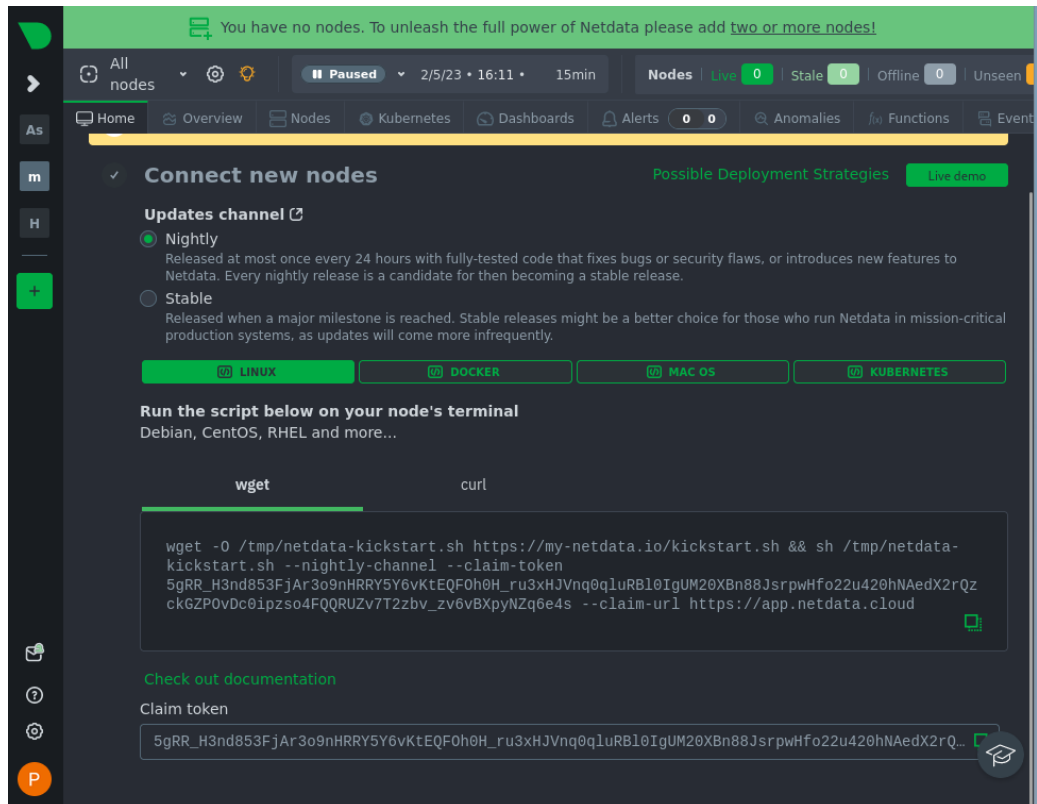 You have no nodes. To unleash the full power of Netdata please add two or more nodes!
All
nodes
Paused 2/5/23 • 16:11 • 15min
Nodes Live 0 Stale 0 Offline 0 Unseen
Home Overview Nodes Kubernetes Dashboards Alerts 0 0 Anomalies f(x) Functions Event
As
m
H
+
Connect new nodes
Possible Deployment Strategies Live demo
Updates channel
Nightly
Released at most once every 24 hours with fully-tested code that fixes bugs or security flaws, or introduces new features to
Netdata. Every nightly release is a candidate for then becoming a stable release.
Stable
Released when a major milestone is reached. Stable releases might be a better choice for those who run Netdata in mission-critical
production systems, as updates will come more infrequently.
LINUX DOCKER MAC OS KUBERNETES
Run the script below on your node's terminal
Debian, CentOS, RHEL and more...
wget curl
wget -O /tmp/netdata-kickstart.sh https://my-netdata.io/kickstart.sh && sh /tmp/netdata-
kickstart.sh --nightly-channel --claim-token
5gRR_H3nd853FjAr3o9nHRRY5Y6vKtEQFOh0H_ru3xHJVnq0qluRBl0IgUM20XBn88JsrpwHfo22u420hNAedX2rQz
ckGZPOvDc0ipzso4FQQRUZv7T2zbv_zv6vBXpyNZq6e4s --claim-url https://app.netdata.cloud
Check out documentation
Claim token
5gRR_H3nd853FjAr3o9nHRRY5Y6vKtEQFOh0H_ru3xHJVnq0qluRBl0IgUM20XBn88JsrpwHfo22u420hNAedX2rQ…
P